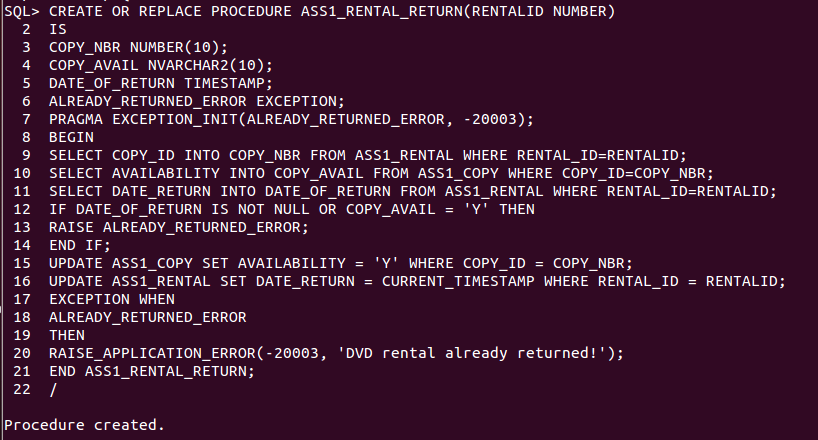 SQL> CREATE OR REPLACE PROCEDURE ASS1_RENTAL_RETURN(RENTALID NUMBER)
  2  IS
  3  COPY_NBR NUMBER(10);
  4  COPY_AVAIL NVARCHAR2(10);
  5  DATE_OF_RETURN TIMESTAMP;
  6  ALREADY_RETURNED_ERROR EXCEPTION;
  7  PRAGMA EXCEPTION_INIT(ALREADY_RETURNED_ERROR, -20003);
  8  BEGIN
  9  SELECT COPY_ID INTO COPY_NBR FROM ASS1_RENTAL WHERE RENTAL_ID=RENTALID;
 10  SELECT AVAILABILITY INTO COPY_AVAIL FROM ASS1_COPY WHERE COPY_ID=COPY_NBR;
 11  SELECT DATE_RETURN INTO DATE_OF_RETURN FROM ASS1_RENTAL WHERE RENTAL_ID=RENTALID;
 12  IF DATE_OF_RETURN IS NOT NULL OR COPY_AVAIL = 'Y' THEN
 13  RAISE ALREADY_RETURNED_ERROR;
 14  END IF;
 15  UPDATE ASS1_COPY SET AVAILABILITY = 'Y' WHERE COPY_ID = COPY_NBR;
 16  UPDATE ASS1_RENTAL SET DATE_RETURN = CURRENT_TIMESTAMP WHERE RENTAL_ID = RENTALID;
 17  EXCEPTION WHEN
 18  ALREADY_RETURNED_ERROR
 19  THEN
 20  RAISE_APPLICATION_ERROR(-20003, 'DVD rental already returned!');
 21  END ASS1_RENTAL_RETURN;
 22  /
Procedure created.